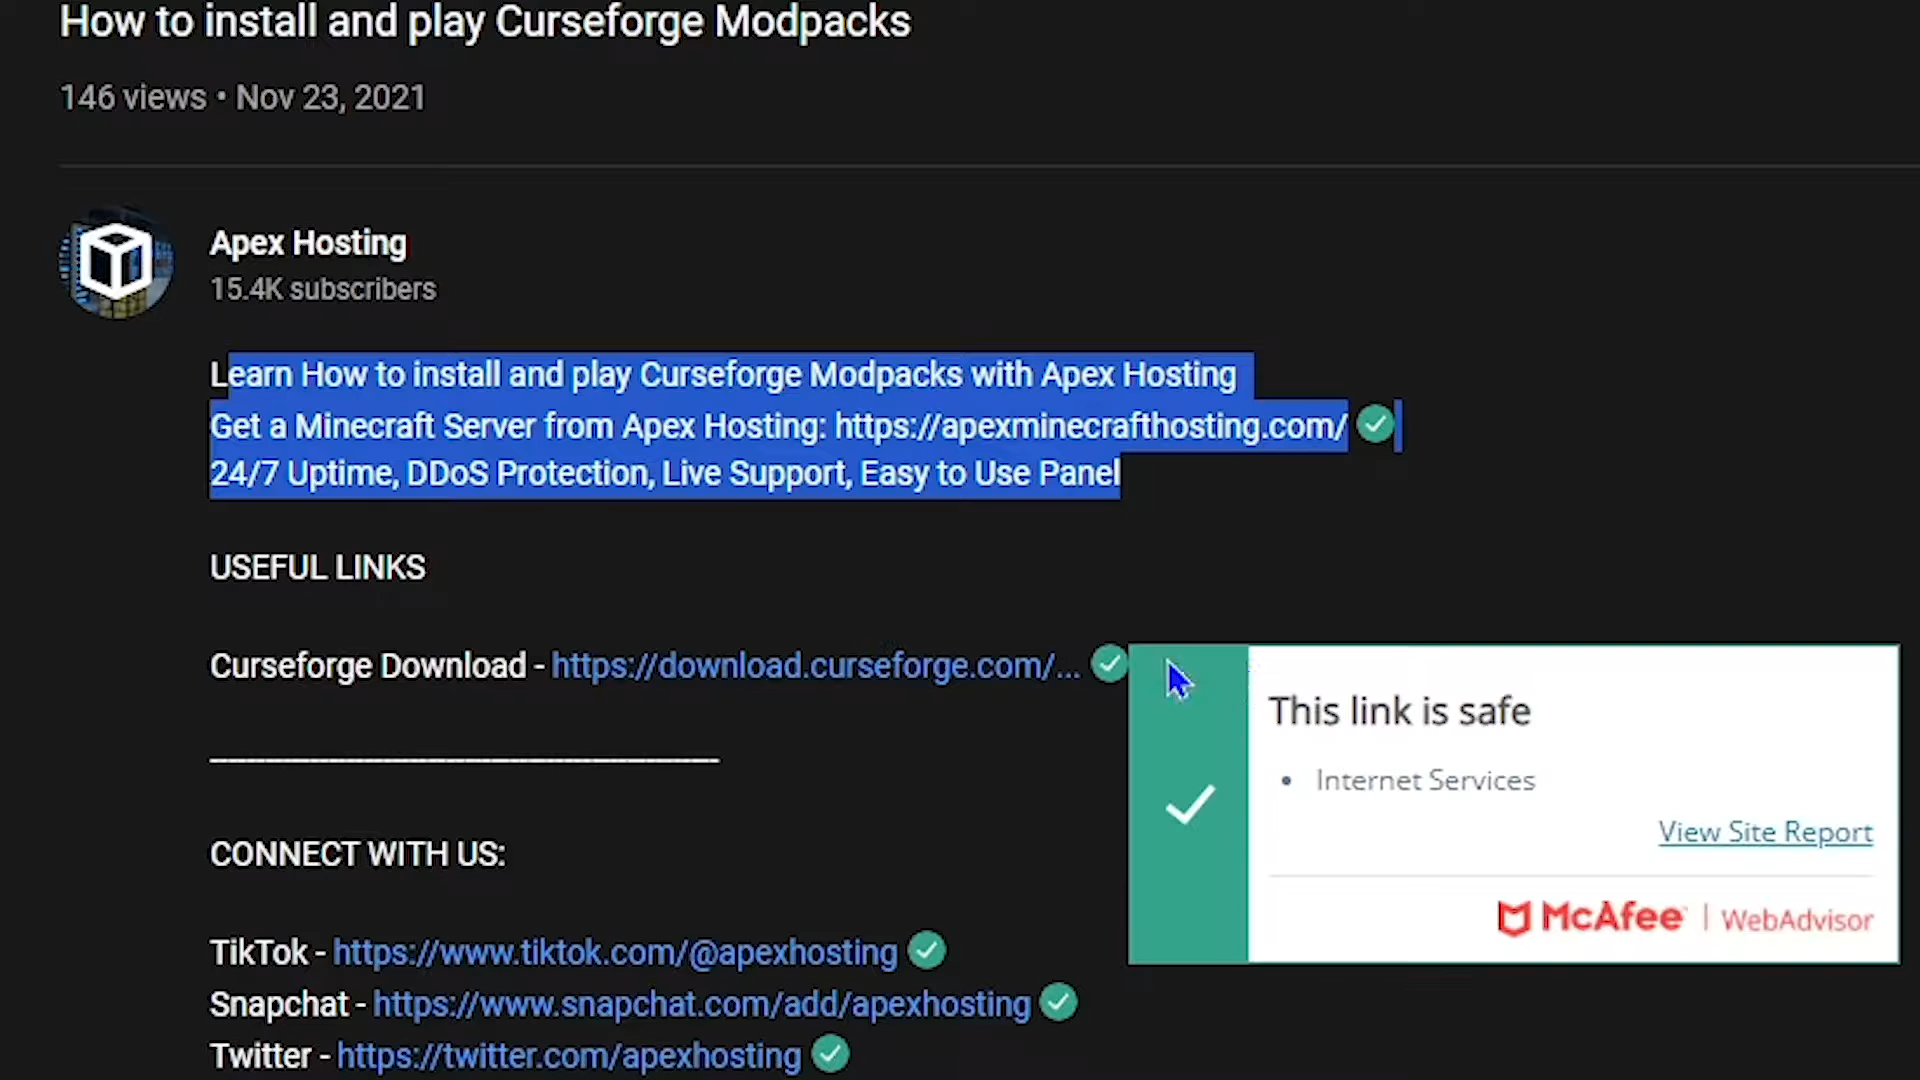 How to install and play Curseforge Modpacks
146 views • Nov 23, 2021
Apex Hosting
15.4K subscribers
Learn How to install and play Curseforge Modpacks with Apex Hosting
Get a Minecraft Server from Apex Hosting: https://apexminecrafthosting.com/
24/7 Uptime, DDoS Protection, Live Support, Easy to Use Panel
USEFUL LINKS
Curseforge Download - https://download.curseforge.com/...
This link is safe
• Internet Services
View Site Report
McAfee | WebAdvisor
CONNECT WITH US:
TikTok - https://www.tiktok.com/@apexhosting
Snapchat - https://www.snapchat.com/add/apexhosting
Twitter - https://twitter.com/apexhosting